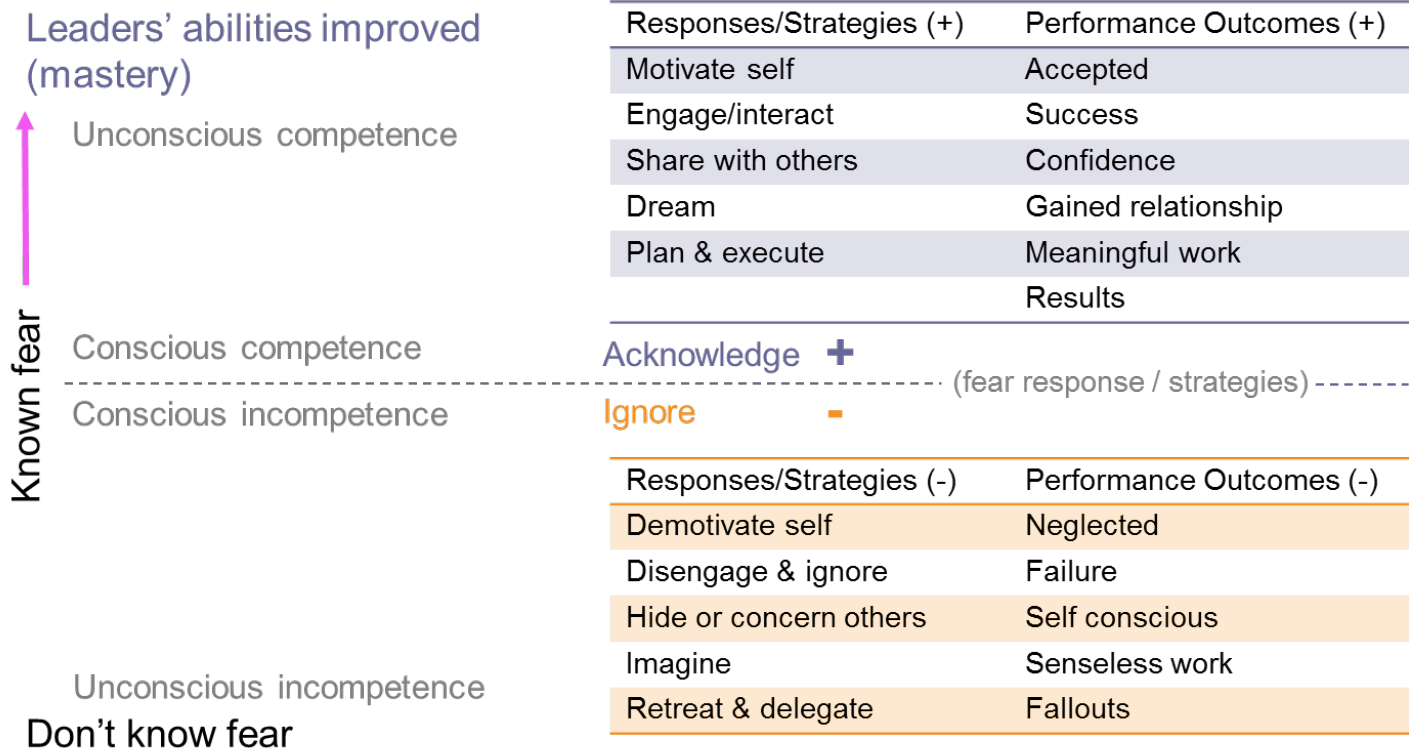 Leaders’ abilities improved
(mastery)
Unconscious competence
Known fear
Conscious competence
Conscious incompetence
Unconscious incompetence
Don’t know fear
Responses/Strategies (+) Performance Outcomes (+)
Motivate self Accepted
Engage/interact Success
Share with others Confidence
Dream Gained relationship
Plan & execute Meaningful work
Results
Acknowledge +
(fear response / strategies)
Ignore -
Responses/Strategies (-) Performance Outcomes (-)
Demotivate self Neglected
Disengage & ignore Failure
Hide or concern others Self conscious
Imagine Senseless work
Retreat & delegate Fallouts